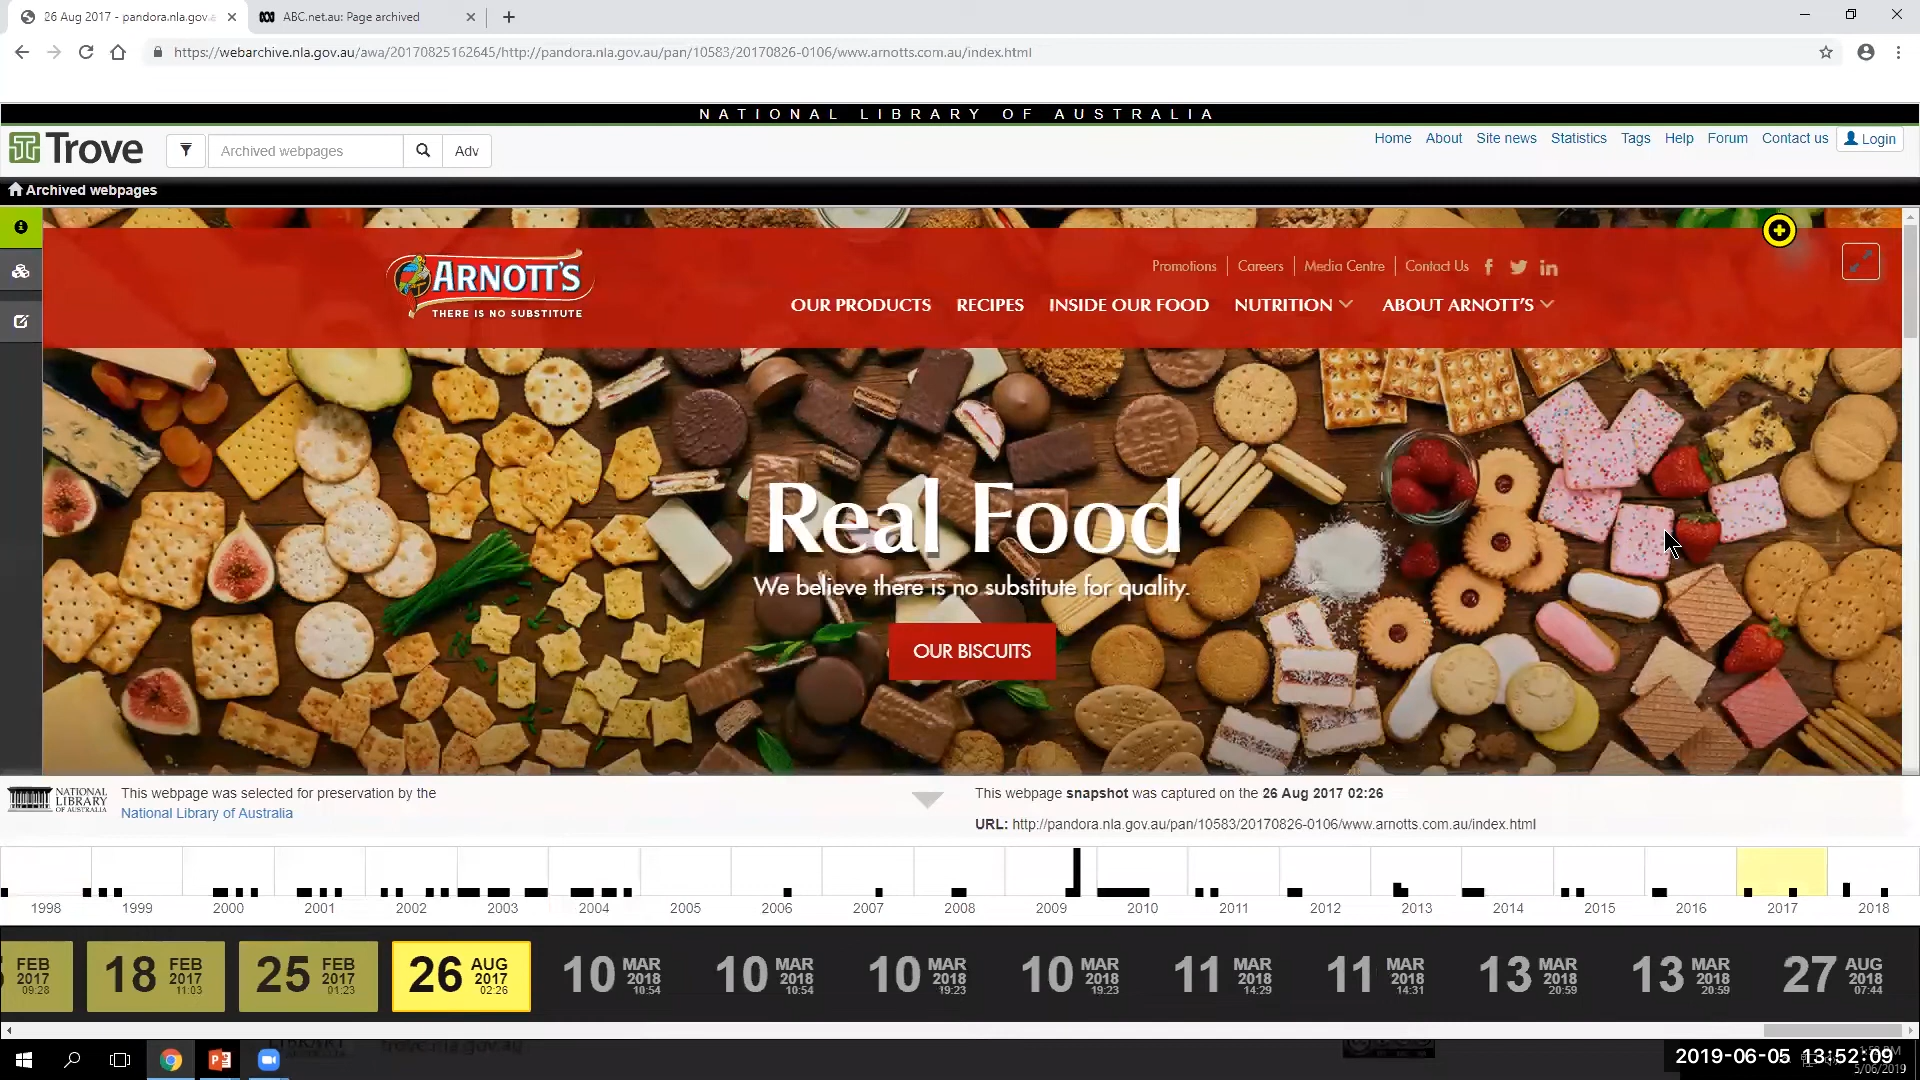 26 Aug 2017 - pandora.nla.gov.a
ABC.net.au: Page archived
https://webarchive.nla.gov.au/awa/20170825162645/http://pandora.nla.gov.au/pan/10583/20170826-0106/www.arnotts.com.au/index.html
NATIONAL LIBRARY OF AUSTRALIA
Trove
Archived webpages
Adv
Home About Site news Statistics Tags Help Forum Contact us Login
Archived webpages
ARNOTT'S
THERE IS NO SUBSTITUTE
Promotions Careers Media Centre Contact Us
OUR PRODUCTS RECIPES INSIDE OUR FOOD NUTRITION ABOUT ARNOTT'S
Real Food
We believe there is no substitute for quality.
OUR BISCUITS
NATIONAL LIBRARY OF AUSTRALIA
This webpage was selected for preservation by the
National Library of Australia
This webpage snapshot was captured on the 26 Aug 2017 02:26
URL: http://pandora.nla.gov.au/pan/10583/20170826-0106/www.arnotts.com.au/index.html
1998 1999 2000 2001 2002 2003 2004 2005 2006 2007 2008 2009 2010 2011 2012 2013 2014 2015 2016 2017 2018
FEB 2017 09:28
18 FEB 2017 11:03
25 FEB 2017 01:23
26 AUG 2017 02:26
10 MAR 2018 10:54
10 MAR 2018 10:54
10 MAR 2018 19:23
10 MAR 2018 19:23
11 MAR 2018 14:29
11 MAR 2018 14:31
13 MAR 2018 20:59
13 MAR 2018 20:59
27 AUG 2018 07:44
trove.nla.gov.au
2019-06-05 13:52:09
5/06/2019